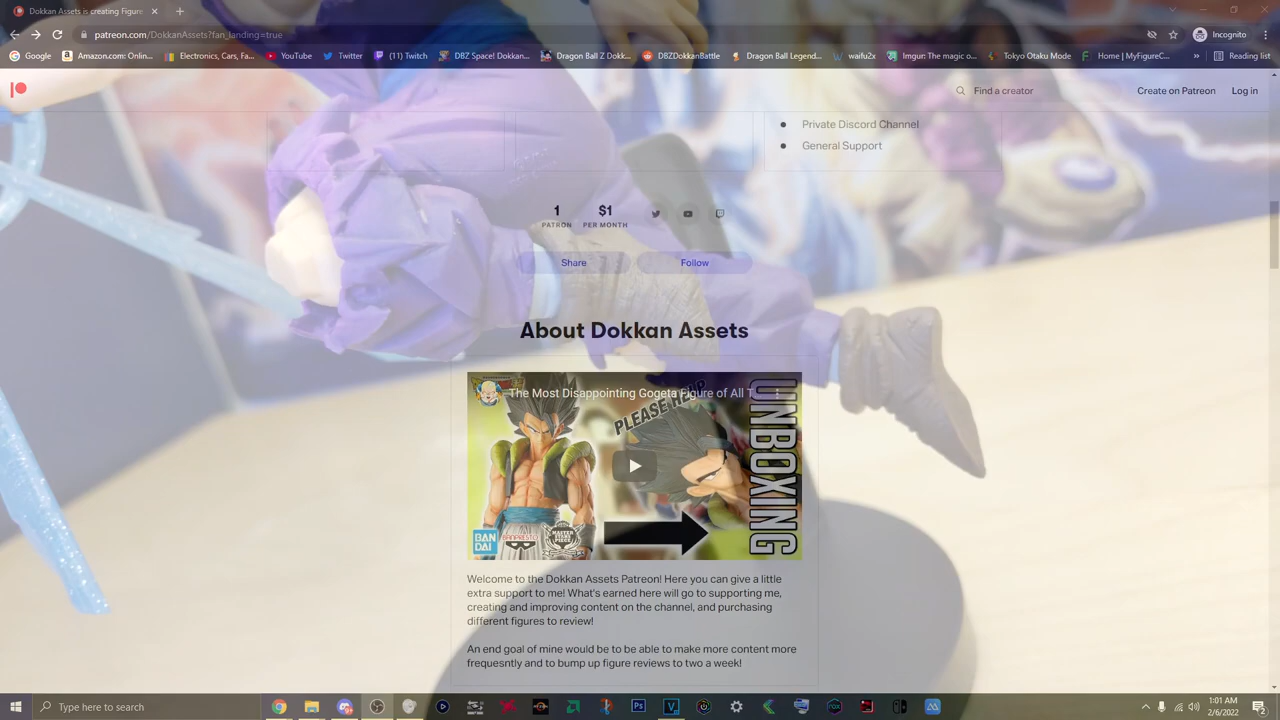 Dokkan Assets is creating Figure
patreon.com/DokkanAssets?fan_landing=true
Incognito
Google
Amazon.com: Onlin...
Electronics, Cars, Fa...
YouTube
Twitter
(11) Twitch
DBZ Space! Dokkan...
Dragon Ball Z Dokk...
DBZDokkanBattle
Dragon Ball Legend...
waifu2x
Imgur: The magic o...
Tokyo Otaku Mode
Home | MyFigureC...
»
Reading list
Find a creator
Create on Patreon
Log in
Private Discord Channel
General Support
1
PATRON
$1
PER MONTH
Share
Follow
About Dokkan Assets
The Most Disappointing Gogeta Figure of All T...
PLEASE HELP
UNBOXING
BAN
DAI
BANPRESTO
MASTER
STARS
PIECE
Welcome to the Dokkan Assets Patreon! Here you can give a little
extra support to me! What's earned here will go to supporting me,
creating and improving content on the channel, and purchasing
different figures to review!
An end goal of mine would be to be able to make more content more
frequesntly and to bump up figure reviews to two a week!
Type here to search
1:01 AM
2/6/2022